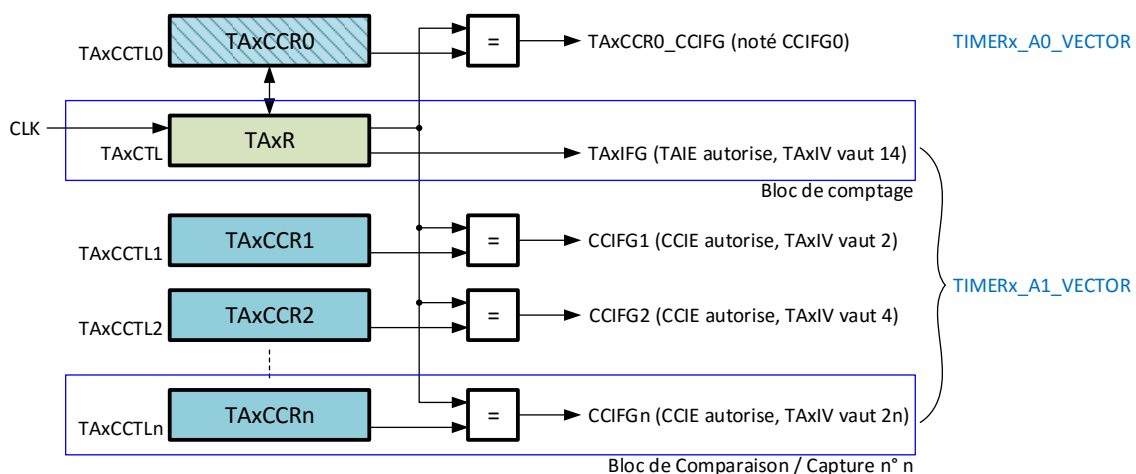 TAxCCR0
TAxCCTL0
=
TAxCCR0_CCIFG (noté CCIFG0)
TIMERx_A0_VECTOR
CLK
TAxR
TAxCTL
TAxIFG (TAIE autorise, TAxIV vaut 14)
Bloc de comptage
TAxCCR1
TAxCCTL1
=
CCIFG1 (CCIE autorise, TAxIV vaut 2)
TIMERx_A1_VECTOR
TAxCCR2
TAxCCTL2
=
CCIFG2 (CCIE autorise, TAxIV vaut 4)
TAxCCRn
TAxCCTLn
=
CCIFGn (CCIE autorise, TAxIV vaut 2n)
Bloc de Comparaison / Capture n° n